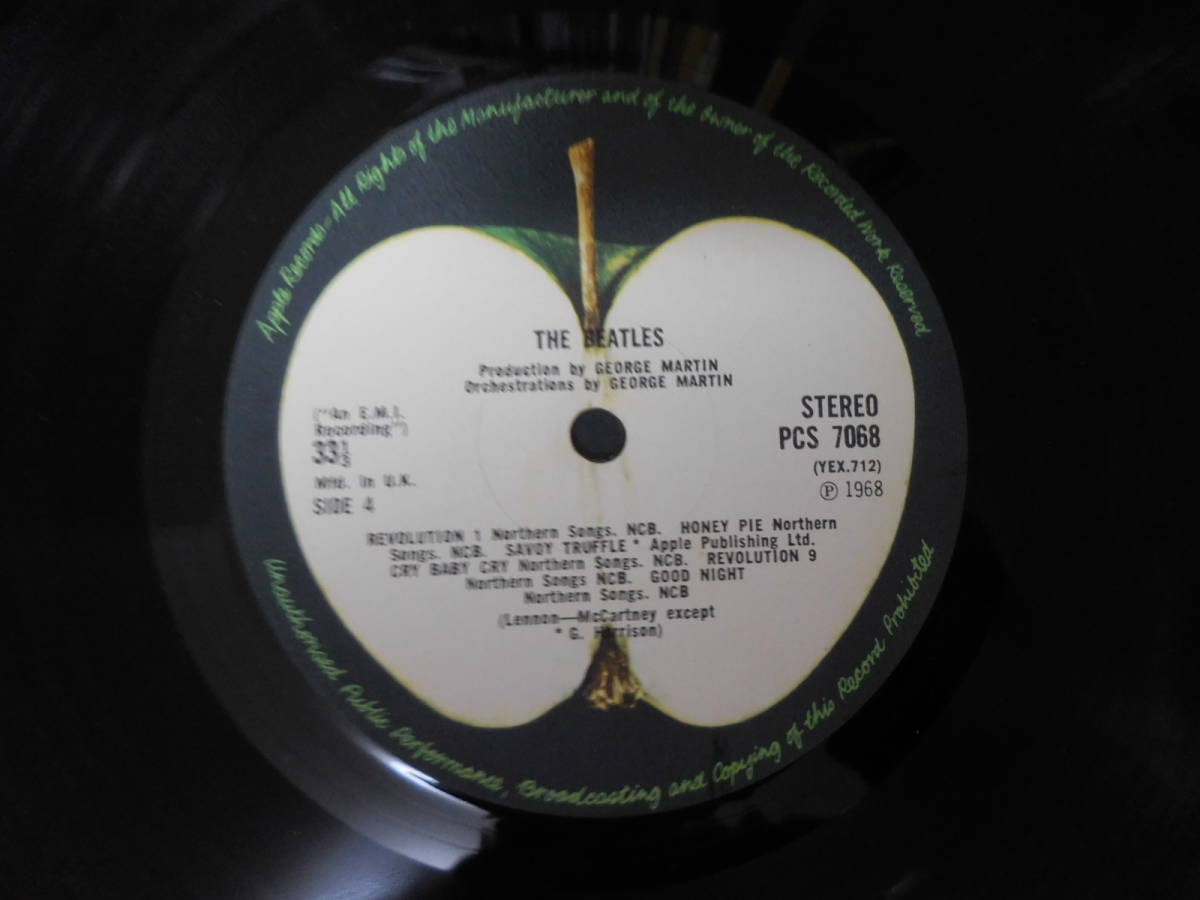 Apple Records–All Rights of the Manufacturer and of the Owner of the Recorded Work Reserved
THE BEATLES
Production by GEORGE MARTIN
Orchestrations by GEORGE MARTIN
("An E.M.I.
Recording")
33⅓
Mfd. in U.K.
SIDE 4
STEREO
PCS 7068
(YEX.712)
Ⓟ 1968
REVOLUTION 1 Northern Songs. NCB. HONEY PIE Northern
Songs. NCB. SAVOY TRUFFLE * Apple Publishing Ltd.
CRY BABY CRY Northern Songs. NCB. REVOLUTION 9
Northern Songs NCB. GOOD NIGHT
Northern Songs. NCB
(Lennon—McCartney except
* G. Harrison)
Unauthorised Public Performance, Broadcasting and Copying of this Record Prohibited